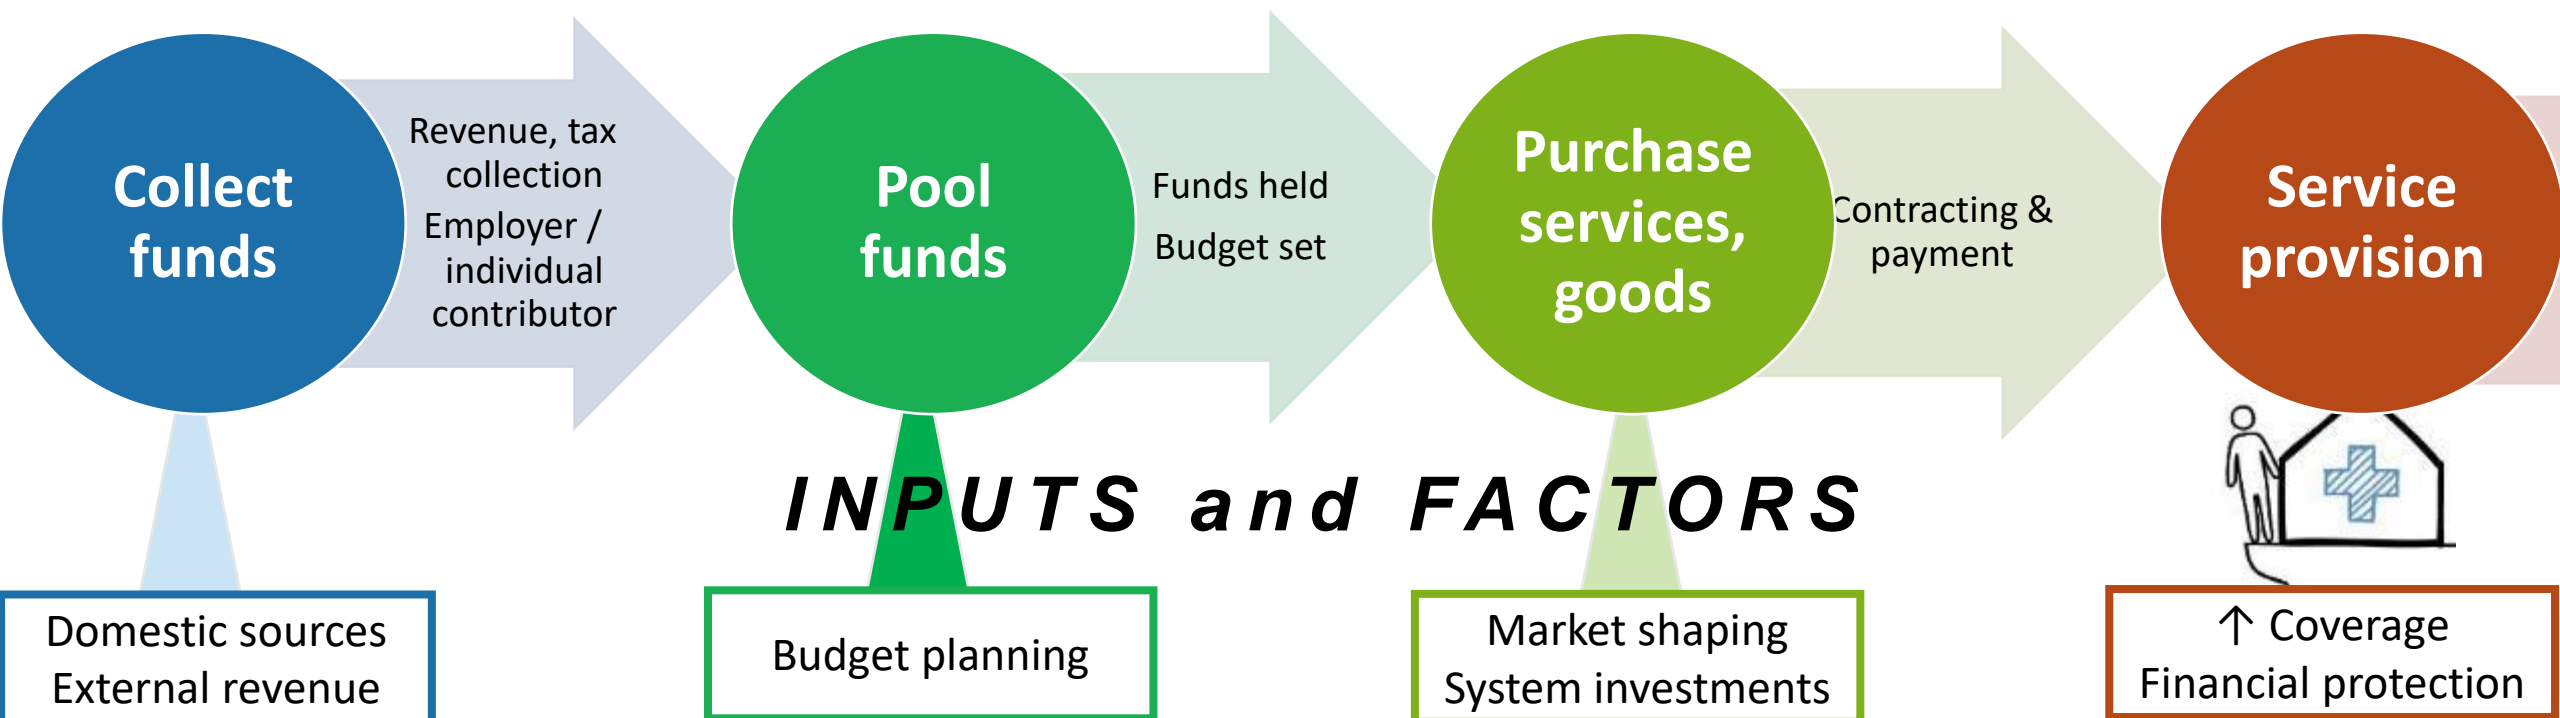 Collect
funds
Revenue, tax
collection
Employer /
individual
contributor
Pool
funds
Funds held
Budget set
Purchase
services,
goods
Contracting &
payment
Service
provision
INPUTS and FACTORS
Domestic sources
External revenue
Budget planning
Market shaping
System investments
↑ Coverage
Financial protection